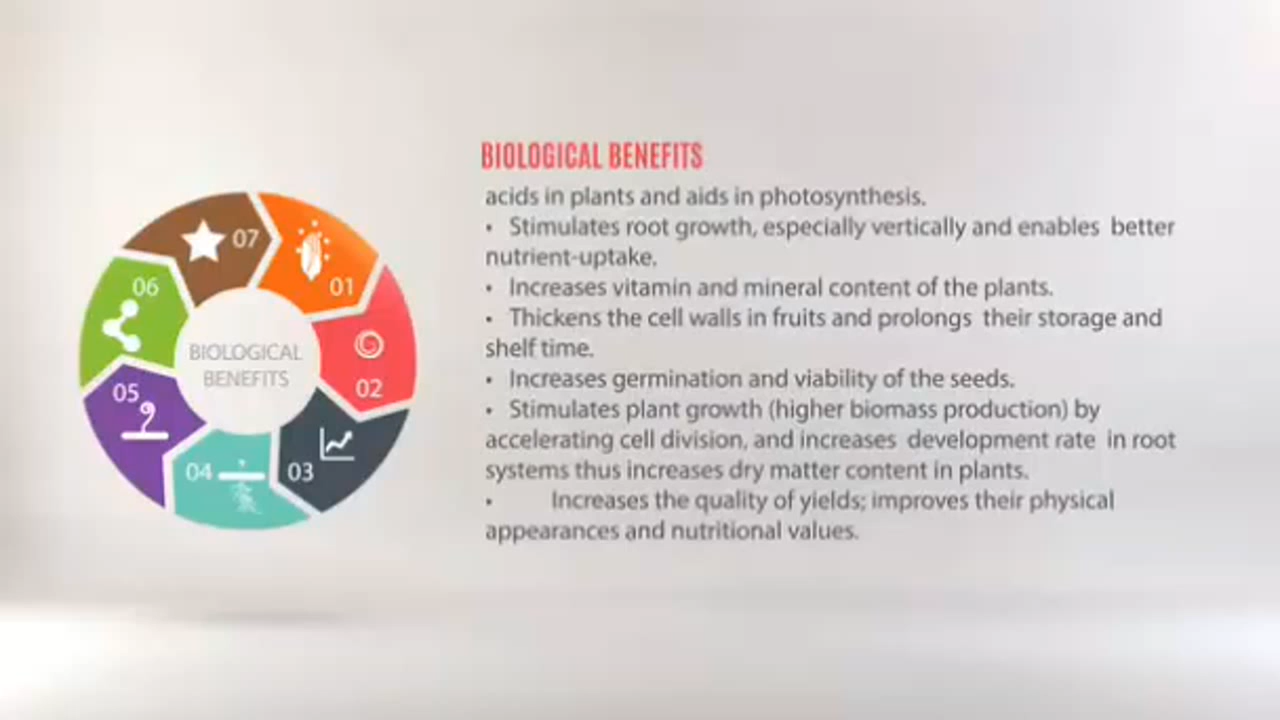 BIOLOGICAL BENEFITS
acids in plants and aids in photosynthesis.
• Stimulates root growth, especially vertically and enables better
nutrient-uptake.
• Increases vitamin and mineral content of the plants.
• Thickens the cell walls in fruits and prolongs their storage and
shelf time.
• Increases germination and viability of the seeds.
• Stimulates plant growth (higher biomass production) by
accelerating cell division, and increases development rate in root
systems thus increases dry matter content in plants.
• Increases the quality of yields; improves their physical
appearances and nutritional values.
01
02
03
04
05
06
07
BIOLOGICAL
BENEFITS